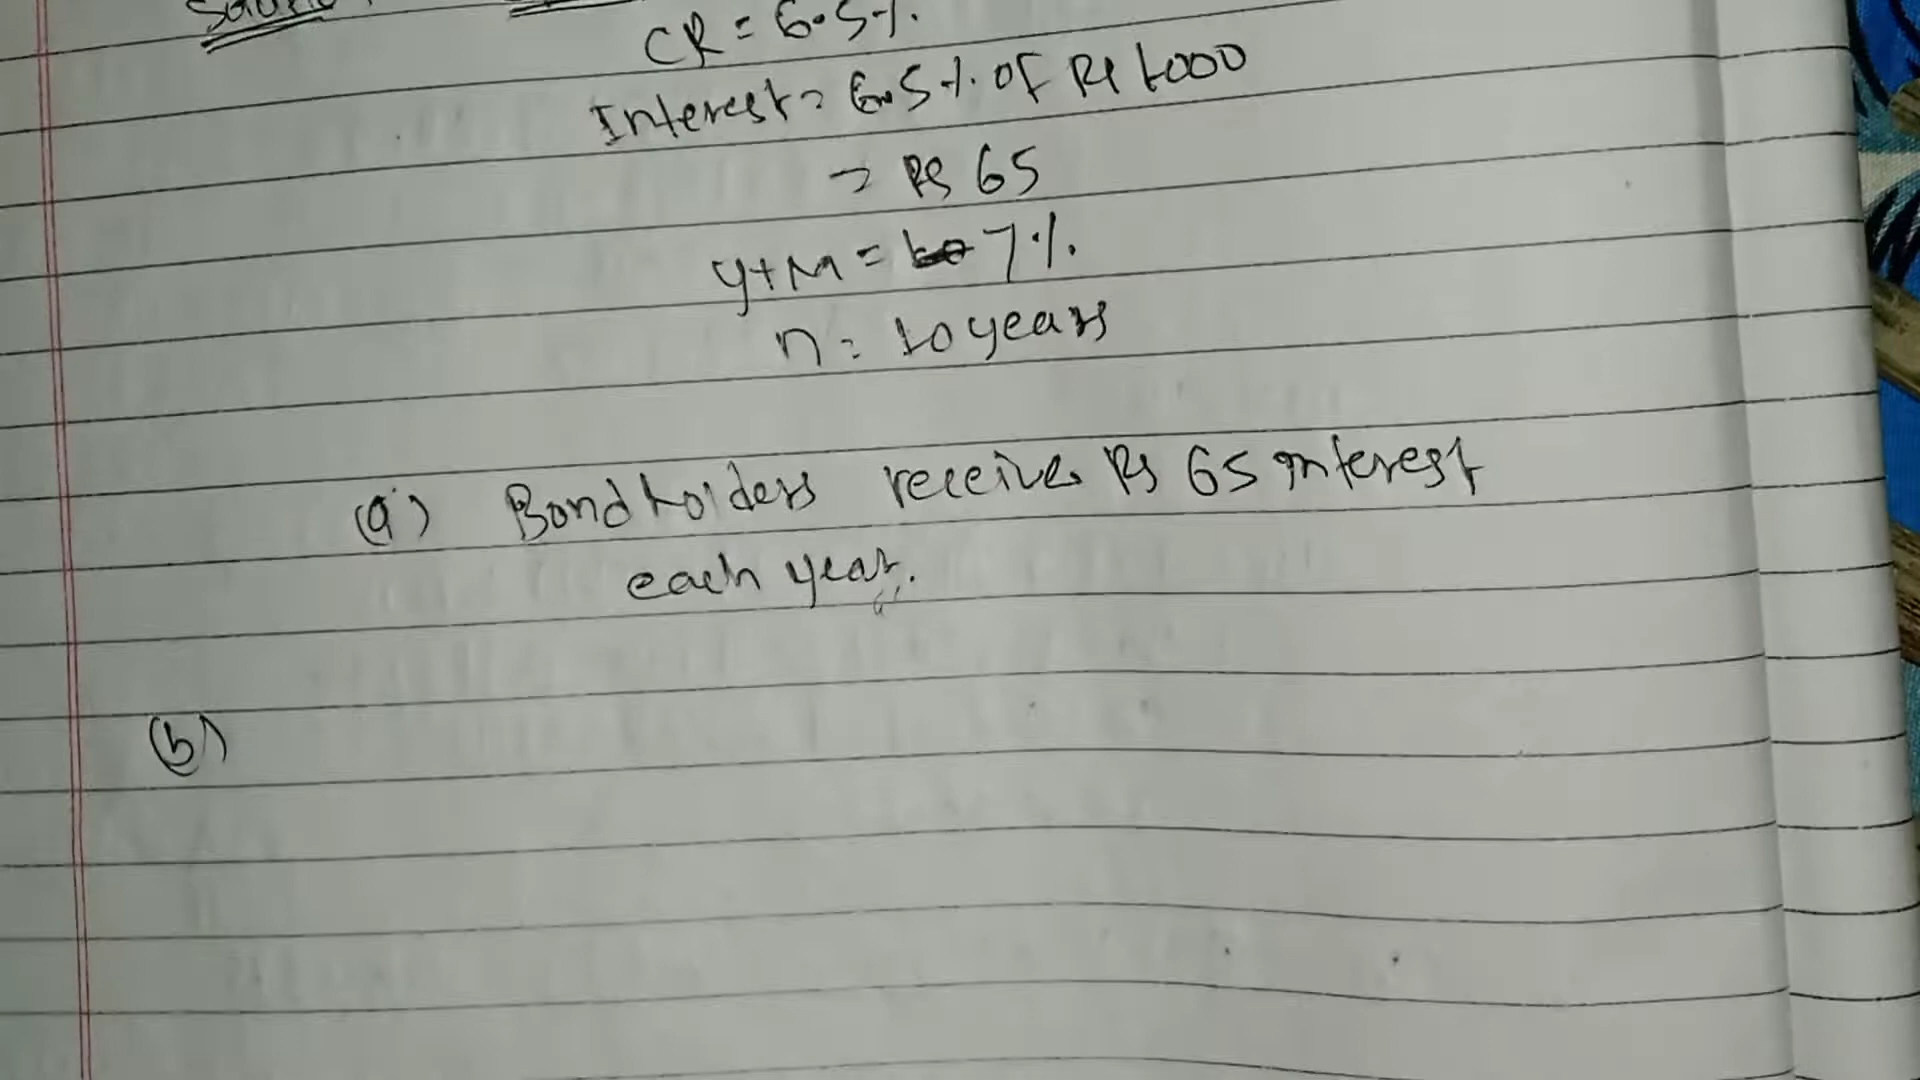 CR = 6.5%
Interest = 6.5% of Rs 1000
= Rs 65
YTM = 7%
n = 10 years
(a) Bondholders receive Rs 65 interest
each year.
(b)